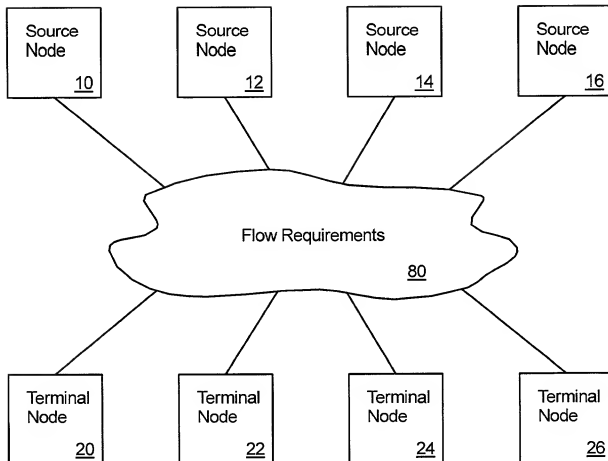 Source
Node
10
Source
Node
12
Source
Node
14
Source
Node
16
Flow Requirements
80
Terminal
Node
20
Terminal
Node
22
Terminal
Node
24
Terminal
Node
26